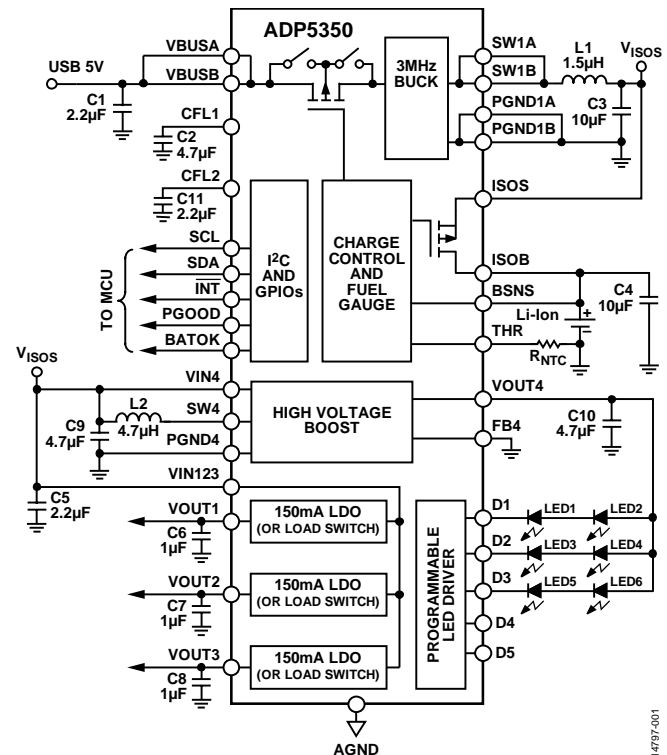 ADP5350
VBUSA
USB 5V
VBUSB
C1
2.2µF
CFL1
C2
4.7µF
CFL2
C11
2.2µF
3MHz
BUCK
SW1A
SW1B
L1
1.5µH
VISOS
PGND1A
PGND1B
C3
10µF
ISOS
ISOB
BSNS
THR
Li-Ion
+
–
RNTC
C4
10µF
TO MCU
SCL
SDA
INT
PGOOD
BATOK
I2C
AND
GPIOs
CHARGE
CONTROL
AND
FUEL
GAUGE
VISOS
VIN4
L2
4.7µH
SW4
C9
4.7µF
PGND4
VIN123
C5
2.2µF
HIGH VOLTAGE
BOOST
VOUT4
FB4
C10
4.7µF
VOUT1
C6
1µF
150mA LDO
(OR LOAD SWITCH)
VOUT2
C7
1µF
150mA LDO
(OR LOAD SWITCH)
VOUT3
C8
1µF
150mA LDO
(OR LOAD SWITCH)
PROGRAMMABLE
LED DRIVER
D1
LED1
LED2
D2
LED3
LED4
D3
LED5
LED6
D4
D5
AGND
14797-001